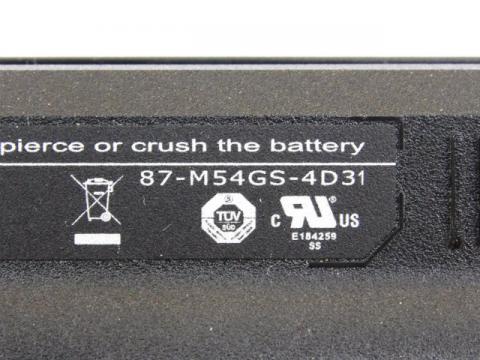 pierce or crush the battery
87-M54GS-4D31
TÜV
SÜD
C US
E184259
SS